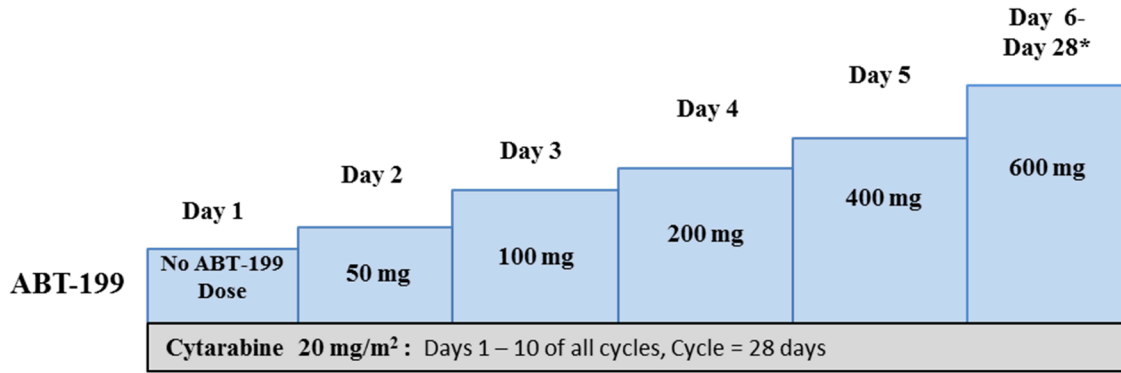 Day 6-
Day 28*
Day 5
Day 4
Day 3
Day 2
Day 1
600 mg
400 mg
200 mg
100 mg
50 mg
No ABT-199
Dose
ABT-199
Cytarabine 20 mg/m² : Days 1 – 10 of all cycles, Cycle = 28 days